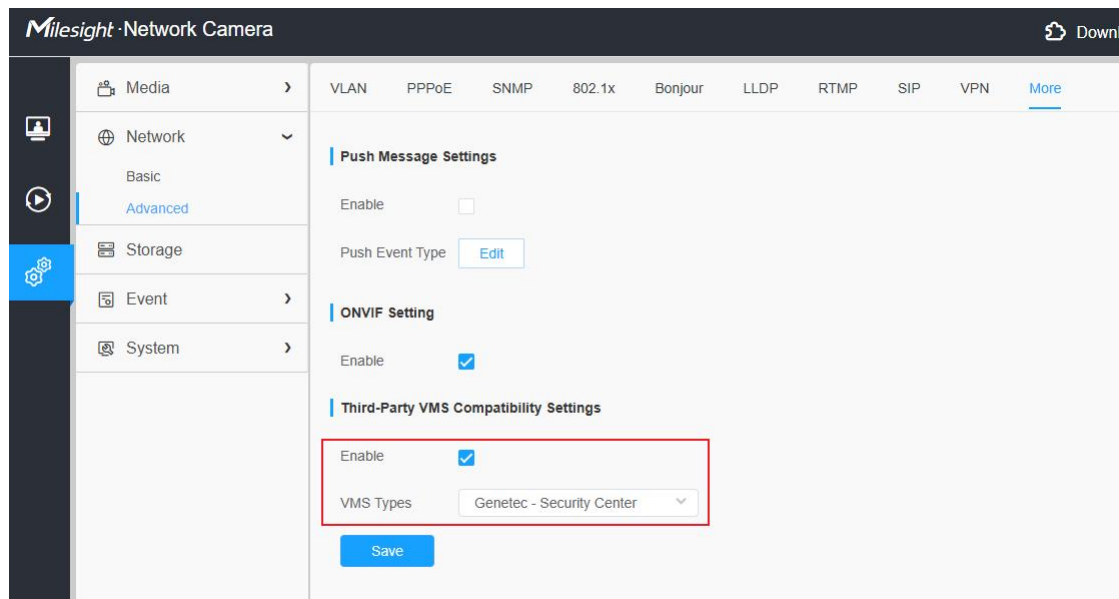 Milesight · Network Camera
Media
Network
Basic
Advanced
Storage
Event
System
VLAN PPPoE SNMP 802.1x Bonjour LLDP RTMP SIP VPN More
Push Message Settings
Enable
Push Event Type Edit
ONVIF Setting
Enable
Third-Party VMS Compatibility Settings
Enable
VMS Types Genetec - Security Center
Save